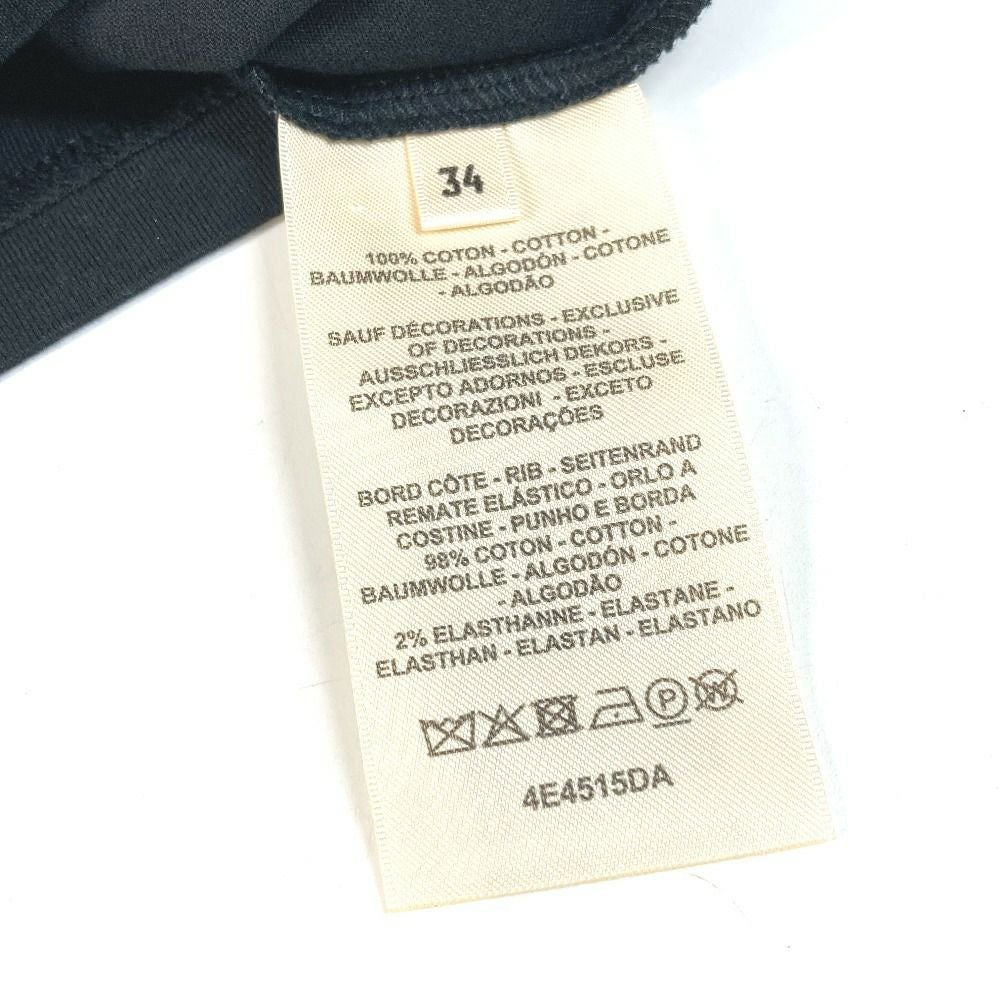 34
100% COTON - COTTON -
BAUMWOLLE - ALGODÓN - COTONE
- ALGODÃO
SAUF DÉCORATIONS - EXCLUSIVE
OF DECORATIONS -
AUSSCHLIESSLICH DEKORS -
EXCEPTO ADORNOS - ESCLUSE
DECORAZIONI - EXCETO
DECORAÇÕES
BORD CÔTE - RIB - SEITENRAND
REMATE ELÁSTICO - ORLO A
COSTINE - PUNHO E BORDA
98% COTON - COTTON -
BAUMWOLLE - ALGODÓN - COTONE
- ALGODÃO
2% ELASTHANNE - ELASTANE -
ELASTHAN - ELASTAN - ELASTANO
P W
4E4515DA